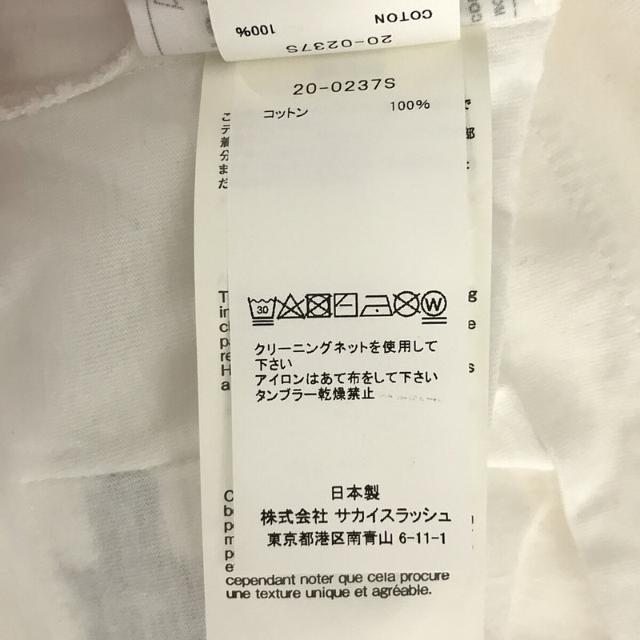 COTTON 100%
20-0237S
20-0237S
コットン 100%
30
W
クリーニングネットを使用して
下さい
アイロンはあて布をして下さい
タンブラー乾燥禁止
日本製
株式会社 サカイスラッシュ
東京都港区南青山 6-11-1
cependant noter que cela procure
une texture unique et agréable.